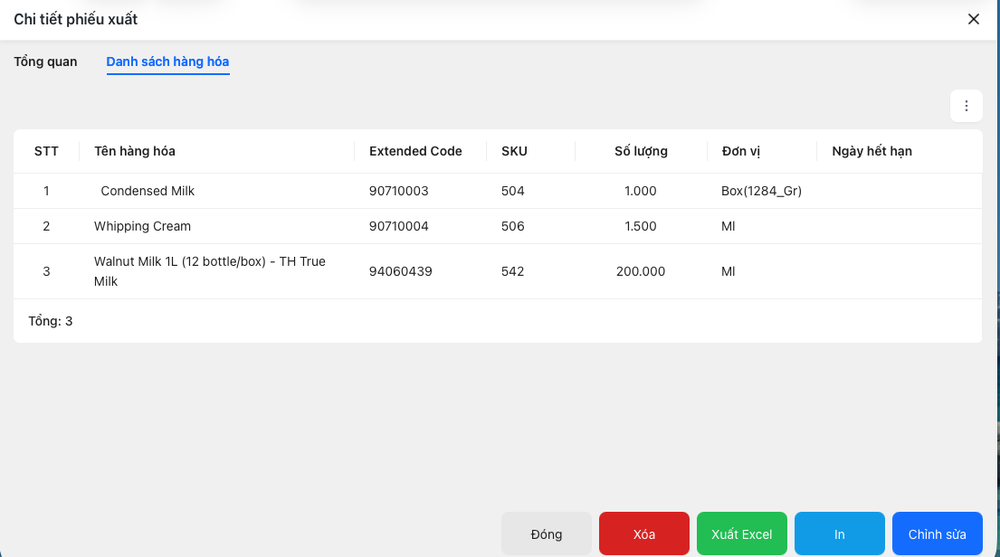 Chi tiết phiếu xuất
Tổng quan Danh sách hàng hóa
STT Tên hàng hóa Extended Code SKU Số lượng Đơn vị Ngày hết hạn
1 Condensed Milk 90710003 504 1.000 Box(1284_Gr)
2 Whipping Cream 90710004 506 1.500 Ml
3 Walnut Milk 1L (12 bottle/box) - TH True
Milk 94060439 542 200.000 Ml
Tổng: 3
Đóng Xóa Xuất Excel In Chỉnh sửa